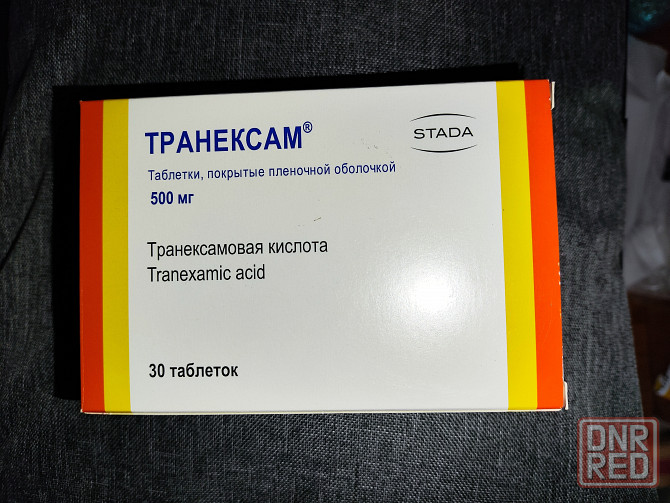 ТРАНЕКСАМ®
STADA
Таблетки, покрытые пленочной оболочкой
500 мг
Транексамовая кислота
Tranexamic acid
30 таблеток
DNR
RED